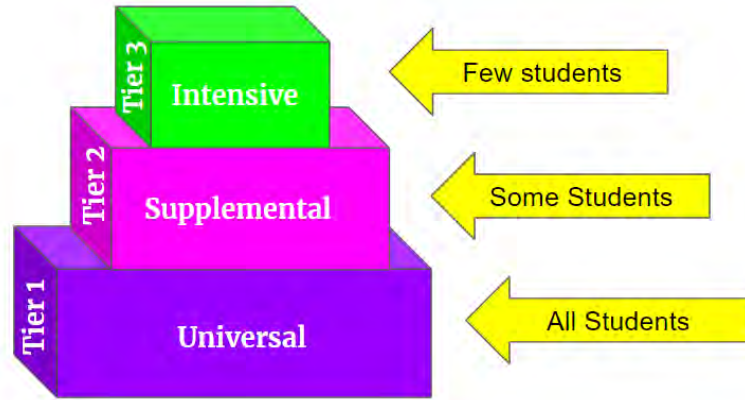 Tier 3
Intensive
Few students
Tier 2
Supplemental
Some Students
Tier 1
Universal
All Students